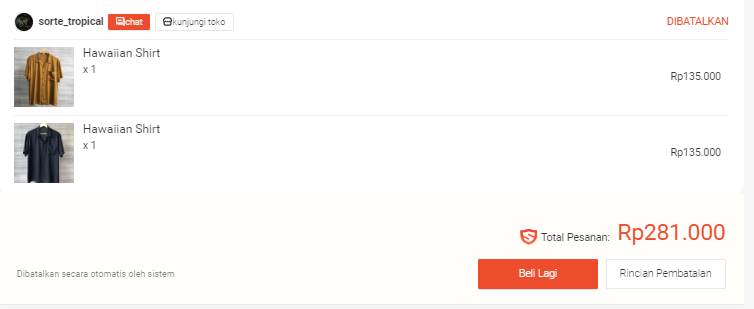 sorte_tropical chat kunjungi toko DIBATALKAN
Hawaiian Shirt
x 1
Rp135.000
Hawaiian Shirt
x 1
Rp135.000
Total Pesanan: Rp281.000
Dibatalkan secara otomatis oleh sistem Beli Lagi Rincian Pembatalan